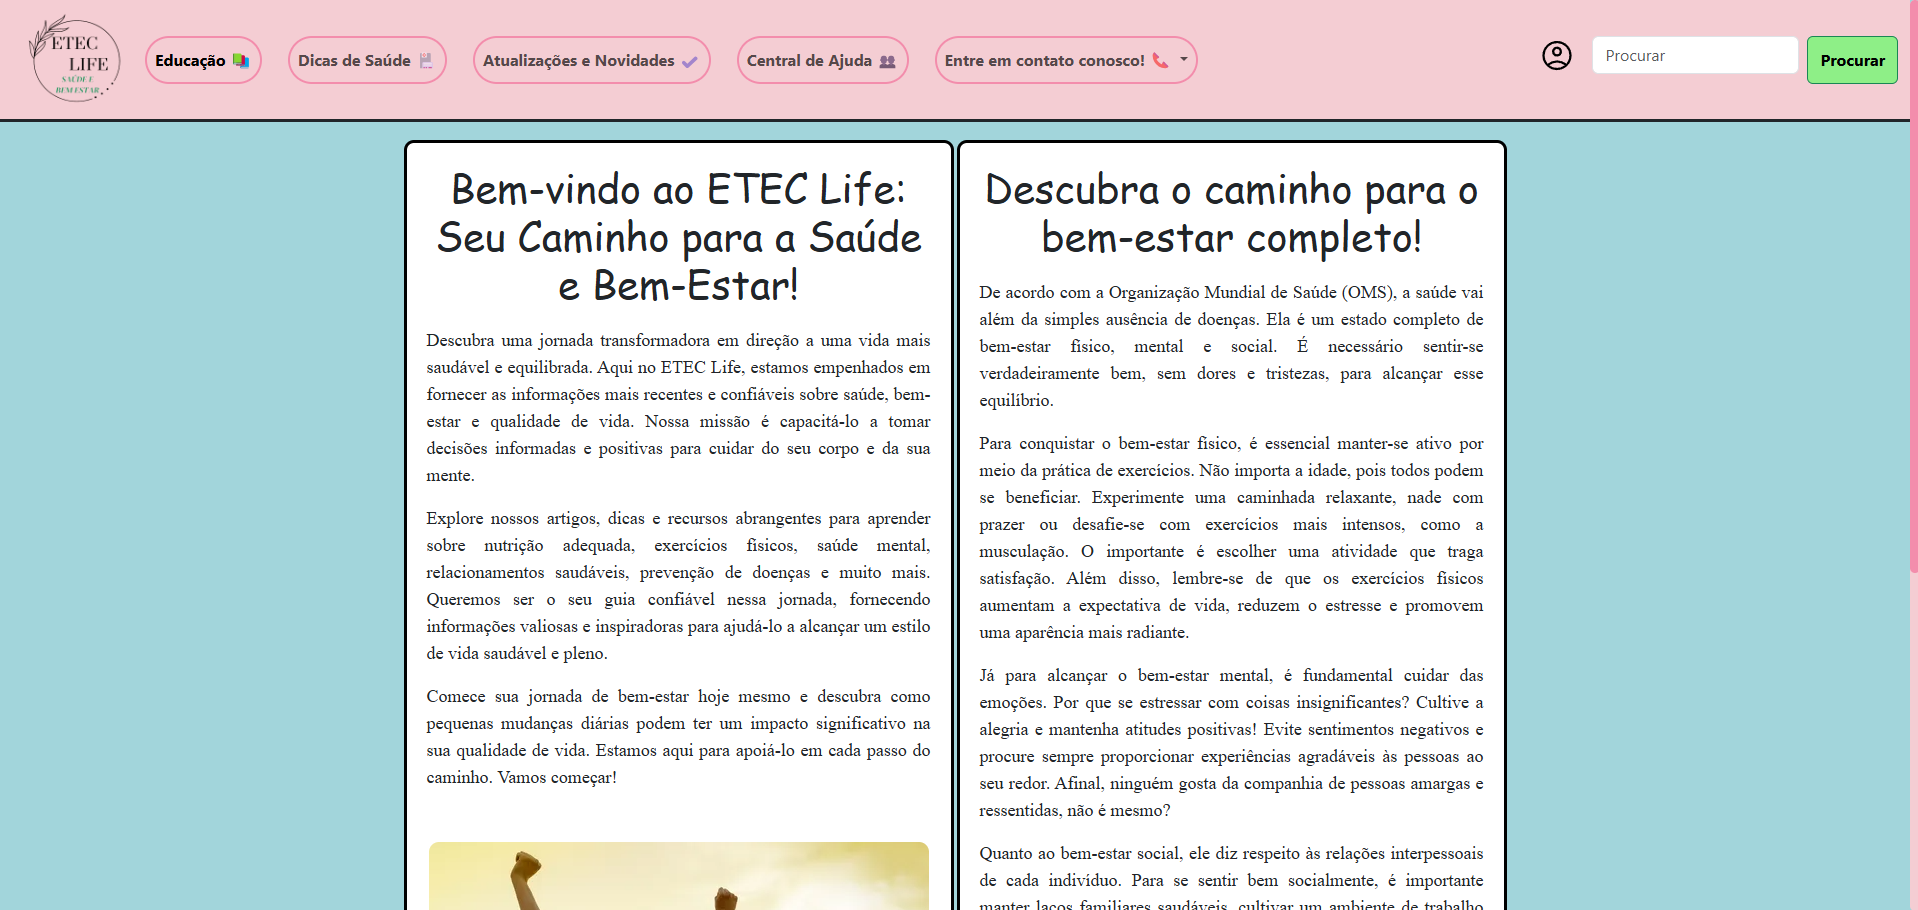 ETEC
LIFE
SAÚDE E
BEM ESTAR
Educação
Dicas de Saúde
Atualizações e Novidades
Central de Ajuda
Entre em contato conosco!
Procurar
Procurar
Bem-vindo ao ETEC Life:
Seu Caminho para a Saúde
e Bem-Estar!
Descubra uma jornada transformadora em direção a uma vida mais
saudável e equilibrada. Aqui no ETEC Life, estamos empenhados em
fornecer as informações mais recentes e confiáveis sobre saúde, bem-
estar e qualidade de vida. Nossa missão é capacitá-lo a tomar
decisões informadas e positivas para cuidar do seu corpo e da sua
mente.
Explore nossos artigos, dicas e recursos abrangentes para aprender
sobre nutrição adequada, exercícios físicos, saúde mental,
relacionamentos saudáveis, prevenção de doenças e muito mais.
Queremos ser o seu guia confiável nessa jornada, fornecendo
informações valiosas e inspiradoras para ajudá-lo a alcançar um estilo
de vida saudável e pleno.
Comece sua jornada de bem-estar hoje mesmo e descubra como
pequenas mudanças diárias podem ter um impacto significativo na
sua qualidade de vida. Estamos aqui para apoiá-lo em cada passo do
caminho. Vamos começar!
Descubra o caminho para o
bem-estar completo!
De acordo com a Organização Mundial de Saúde (OMS), a saúde vai
além da simples ausência de doenças. Ela é um estado completo de
bem-estar físico, mental e social. É necessário sentir-se
verdadeiramente bem, sem dores e tristezas, para alcançar esse
equilíbrio.
Para conquistar o bem-estar físico, é essencial manter-se ativo por
meio da prática de exercícios. Não importa a idade, pois todos podem
se beneficiar. Experimente uma caminhada relaxante, nade com
prazer ou desafie-se com exercícios mais intensos, como a
musculação. O importante é escolher uma atividade que traga
satisfação. Além disso, lembre-se de que os exercícios físicos
aumentam a expectativa de vida, reduzem o estresse e promovem
uma aparência mais radiante.
Já para alcançar o bem-estar mental, é fundamental cuidar das
emoções. Por que se estressar com coisas insignificantes? Cultive a
alegria e mantenha atitudes positivas! Evite sentimentos negativos e
procure sempre proporcionar experiências agradáveis às pessoas ao
seu redor. Afinal, ninguém gosta da companhia de pessoas amargas e
ressentidas, não é mesmo?
Quanto ao bem-estar social, ele diz respeito às relações interpessoais
de cada indivíduo. Para se sentir bem socialmente, é importante
manter laços familiares saudáveis, cultivar um ambiente de trabalho